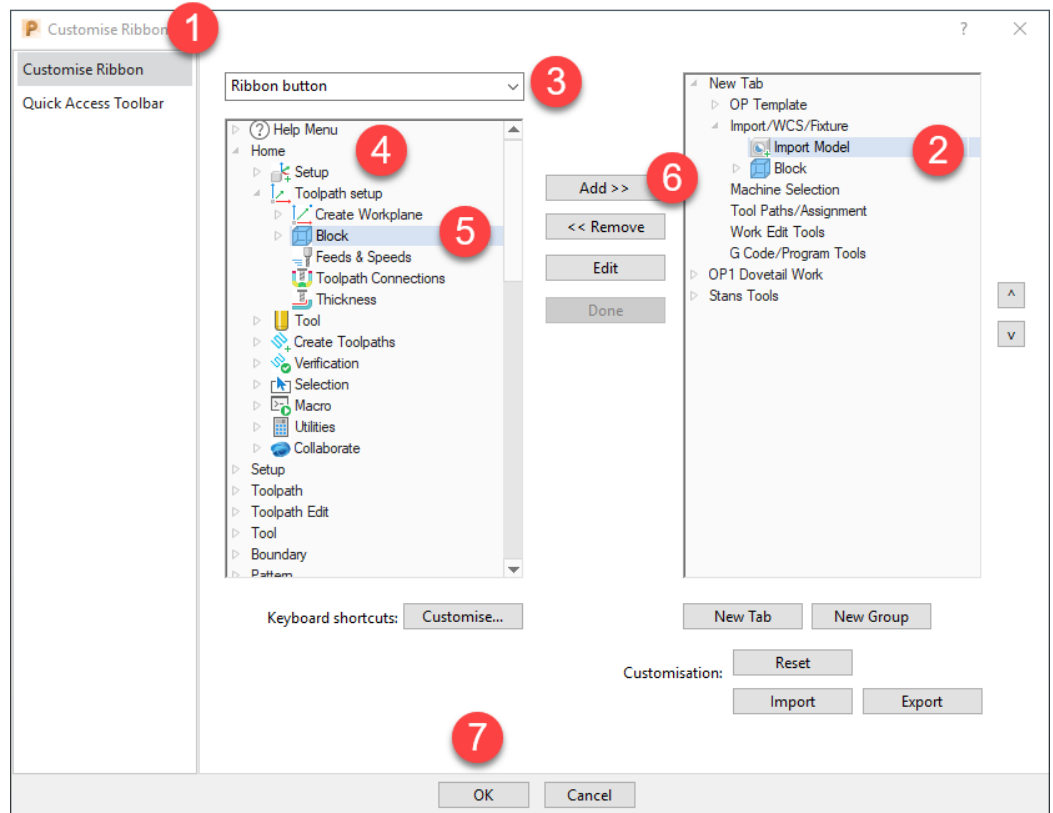 P Customise Ribbon
1
?
Customise Ribbon
Quick Access Toolbar
Ribbon button
3
? Help Menu
Home
4
Setup
Toolpath setup
Create Workplane
Block
5
Feeds & Speeds
Toolpath Connections
Thickness
Tool
Create Toolpaths
Verification
Selection
Macro
Utilities
Collaborate
Setup
Toolpath
Toolpath Edit
Tool
Boundary
Pattern
Keyboard shortcuts: Customise...
Add >>
6
<< Remove
Edit
Done
New Tab
OP Template
Import/WCS/Fixture
Import Model
2
Block
Machine Selection
Tool Paths/Assignment
Work Edit Tools
G Code/Program Tools
OP1 Dovetail Work
Stans Tools
^
v
New Tab
New Group
Customisation: Reset
Import
Export
7
OK
Cancel